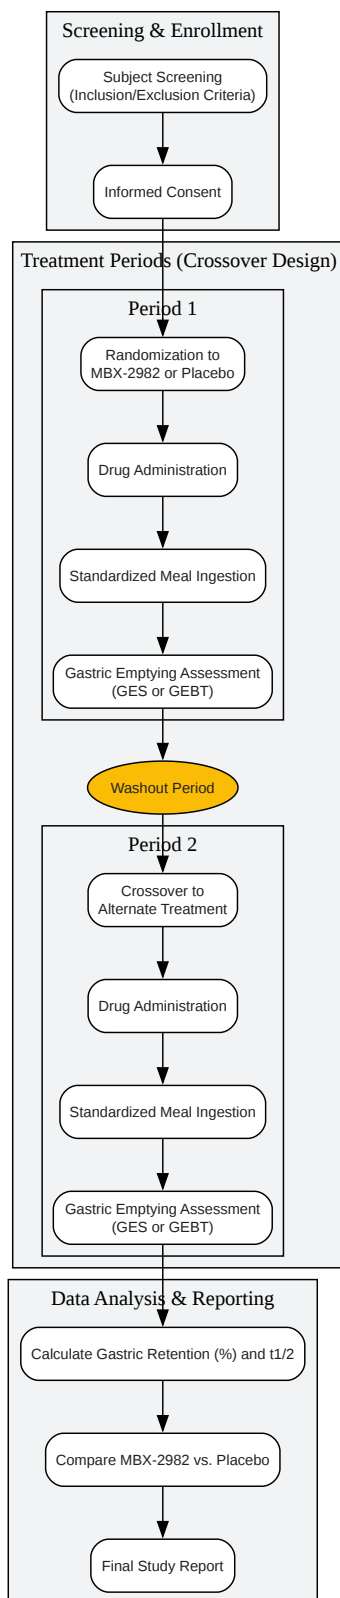 Screening & Enrollment
Subject Screening
(Inclusion/Exclusion Criteria)
Informed Consent
Treatment Periods (Crossover Design)
Period 1
Randomization to
MBX-2982 or Placebo
Drug Administration
Standardized Meal Ingestion
Gastric Emptying Assessment
(GES or GEBT)
Washout Period
Period 2
Crossover to
Alternate Treatment
Drug Administration
Standardized Meal Ingestion
Gastric Emptying Assessment
(GES or GEBT)
Data Analysis & Reporting
Calculate Gastric Retention (%) and t1/2
Compare MBX-2982 vs. Placebo
Final Study Report